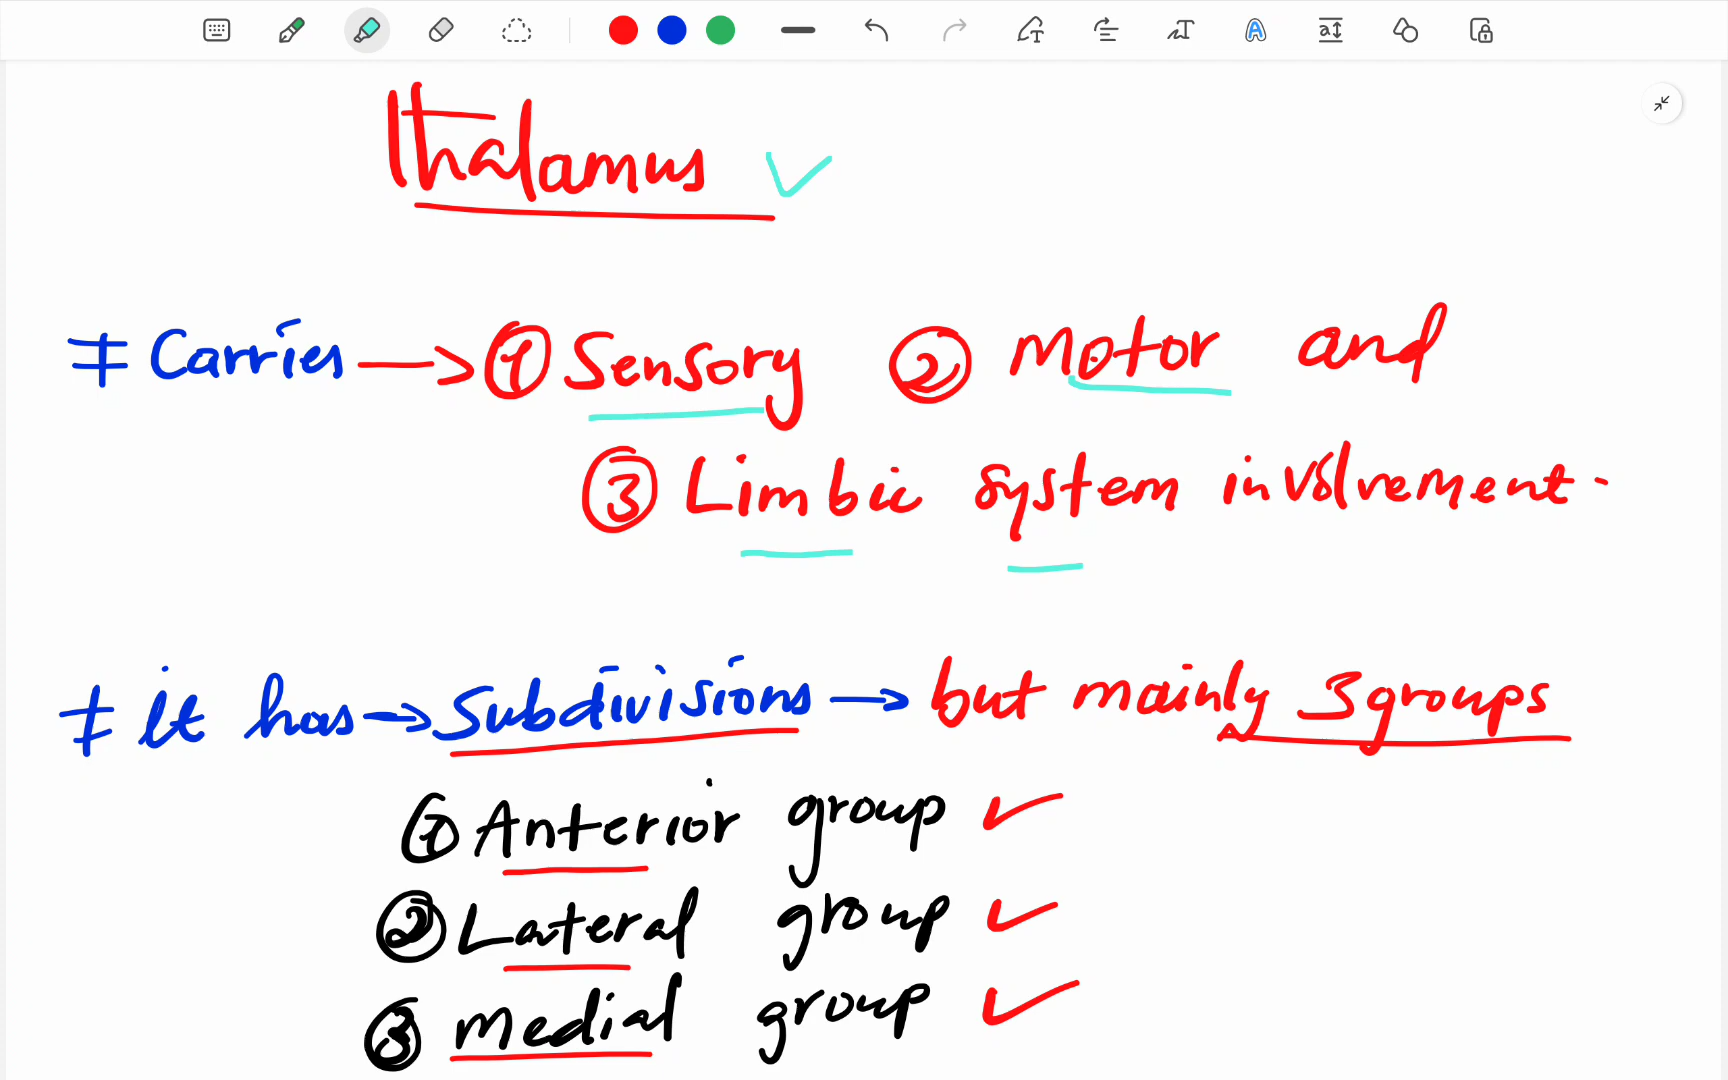 Thalamus ✓
‡ Carries → ① Sensory ② Motor and
③ Limbic system involvement.
‡ it has → Subdivisions → but mainly 3 groups
① Anterior group ✓
② Lateral group ✓
③ medial group ✓